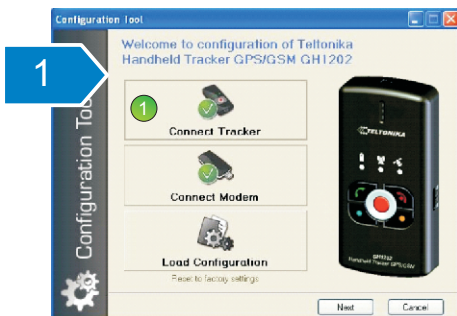 Configuration Tool
Welcome to configuration of Teltonika
Handheld Tracker GPS/GSM GH1202
1
Configuration Tool
1
Connect Tracker
Connect Modem
Load Configuration
Reset to factory settings
TELTONIKA
GH1202
Handheld Tracker GPS/GSM
Next
Cancel